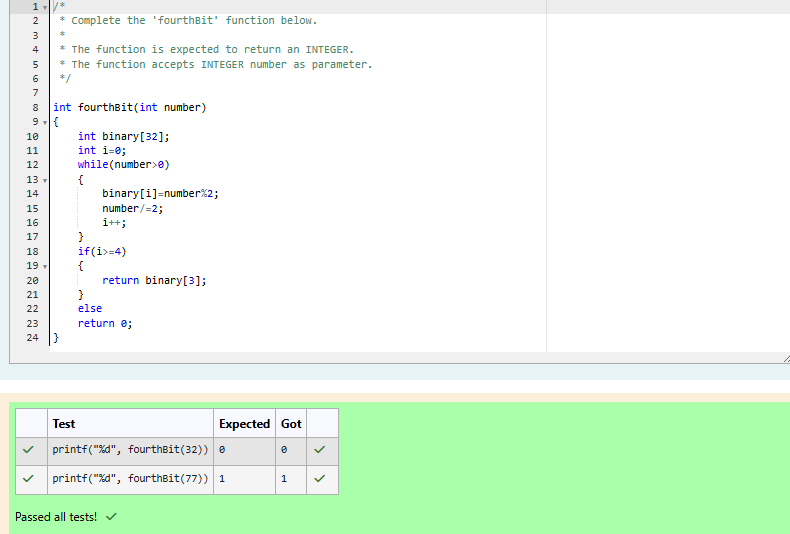 1 /*
2  * Complete the 'fourthBit' function below.
3  *
4  * The function is expected to return an INTEGER.
5  * The function accepts INTEGER number as parameter.
6  */
7
8 int fourthBit(int number)
9 {
10     int binary[32];
11     int i=0;
12     while(number>0)
13     {
14         binary[i]=number%2;
15         number/=2;
16         i++;
17     }
18     if(i>=4)
19     {
20         return binary[3];
21     }
22     else
23     return 0;
24 }
Test Expected Got
printf("%d", fourthBit(32)) 0 0
printf("%d", fourthBit(77)) 1 1
Passed all tests!